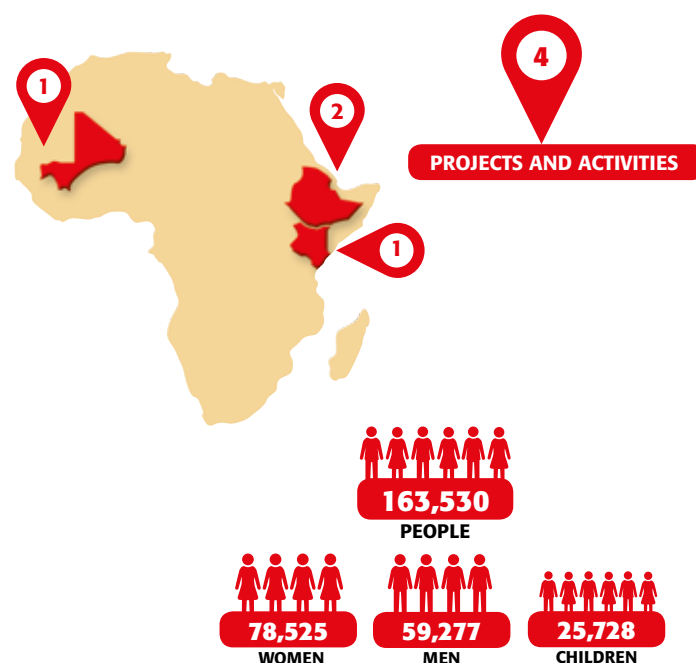 1
2
4
PROJECTS AND ACTIVITIES
1
163,530
PEOPLE
78,525
WOMEN
59,277
MEN
25,728
CHILDREN